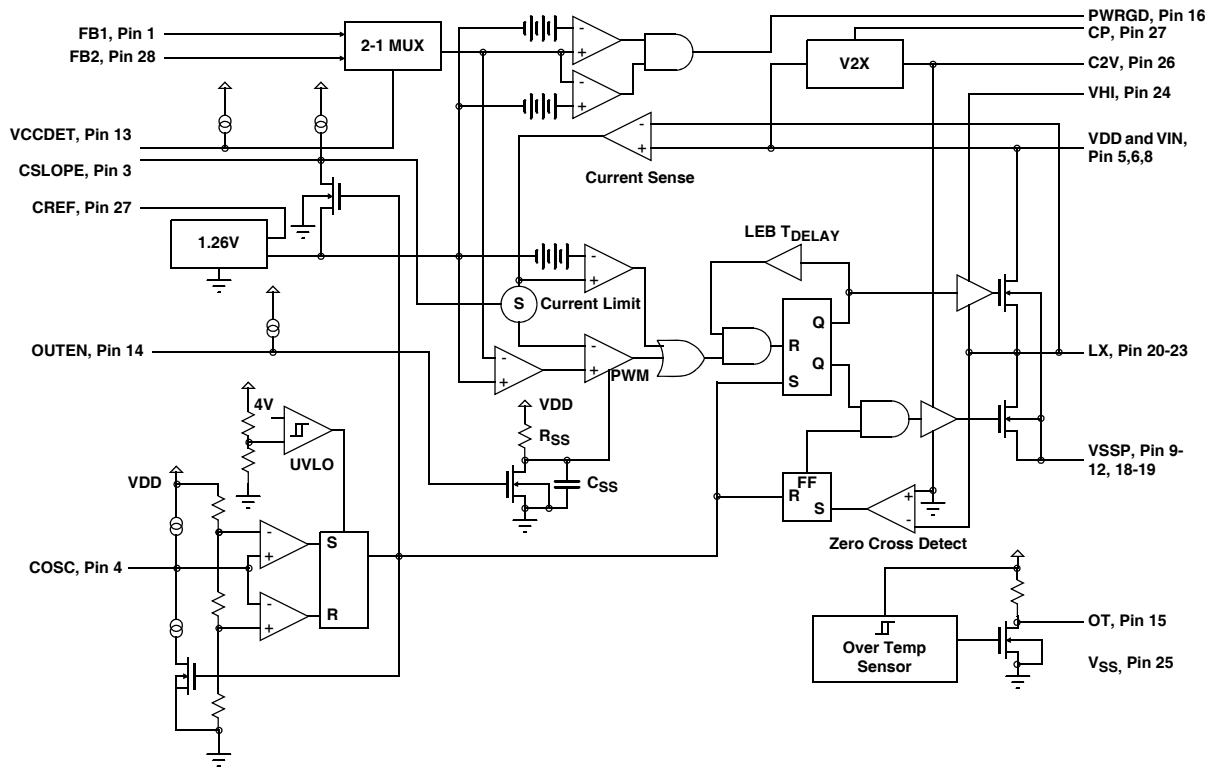 FB1, Pin 1
FB2, Pin 28
2-1 MUX
-
+
-
+
PWRGD, Pin 16
CP, Pin 27
V2X
C2V, Pin 26
VHI, Pin 24
VCCDET, Pin 13
CSLOPE, Pin 3
-
+
Current Sense
VDD and VIN,
Pin 5,6,8
CREF, Pin 27
1.26V
LEB TDELAY
-
+
Current Limit
S
OUTEN, Pin 14
-
+
-
+
PWM
Q
R
Q
S
LX, Pin 20-23
4V
UVLO
VDD
RSS
CSS
VSSP, Pin 9-
12, 18-19
VDD
FF
R
S
+
-
Zero Cross Detect
COSC, Pin 4
-
+
-
+
S
R
Over Temp
Sensor
OT, Pin 15
VSS, Pin 25